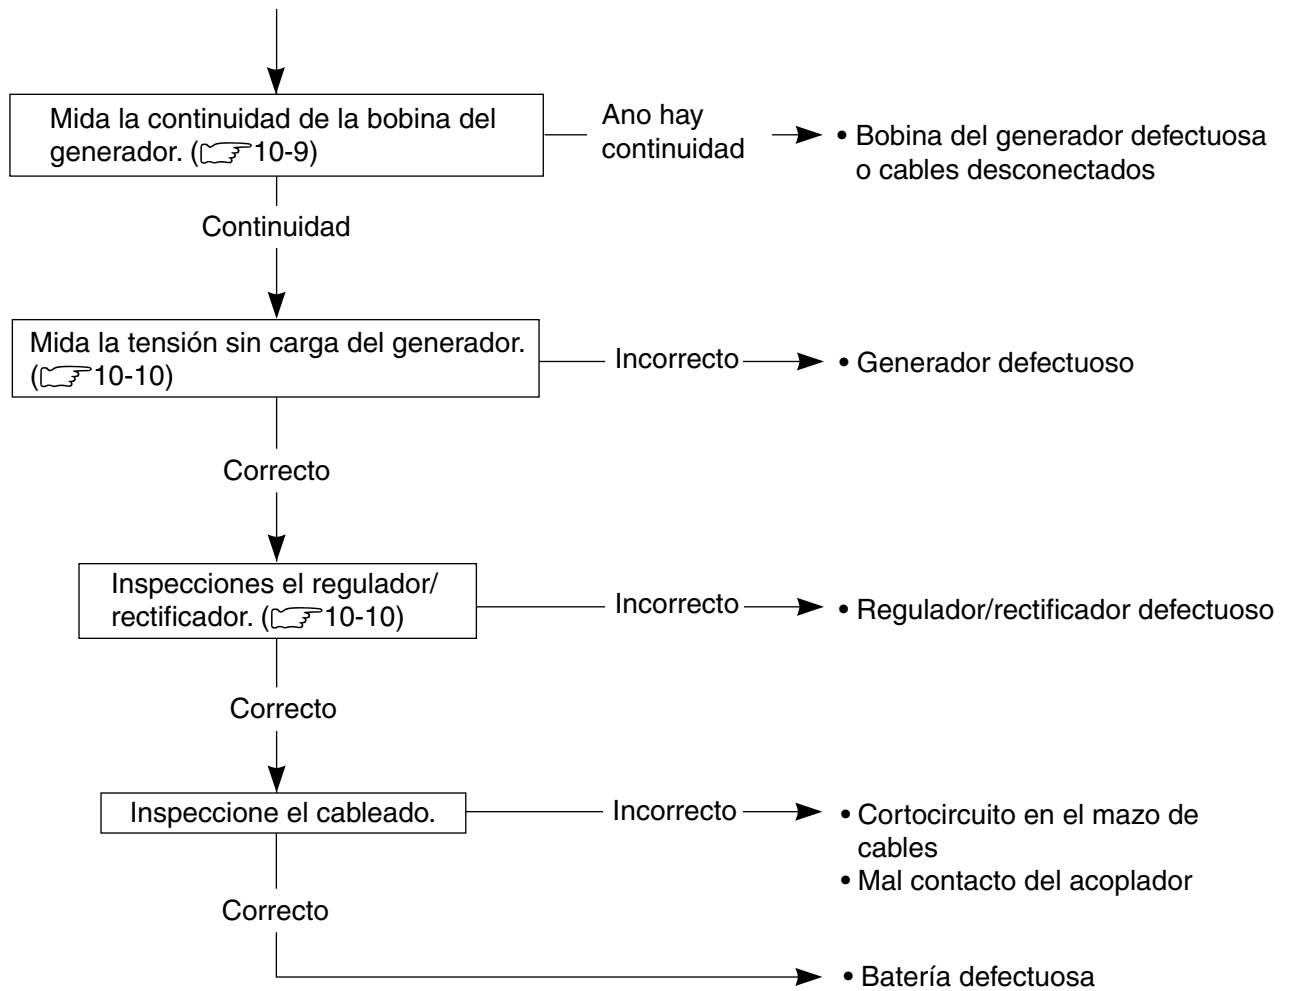 Mida la continuidad de la bobina del
generador. (10-9)
Ano hay
continuidad
• Bobina del generador defectuosa
o cables desconectados
Continuidad
Mida la tensión sin carga del generador.
(10-10)
Incorrecto
• Generador defectuoso
Correcto
Inspecciones el regulador/
rectificador. (10-10)
Incorrecto
• Regulador/rectificador defectuoso
Correcto
Inspeccione el cableado.
Incorrecto
• Cortocircuito en el mazo de
cables
• Mal contacto del acoplador
Correcto
• Batería defectuosa